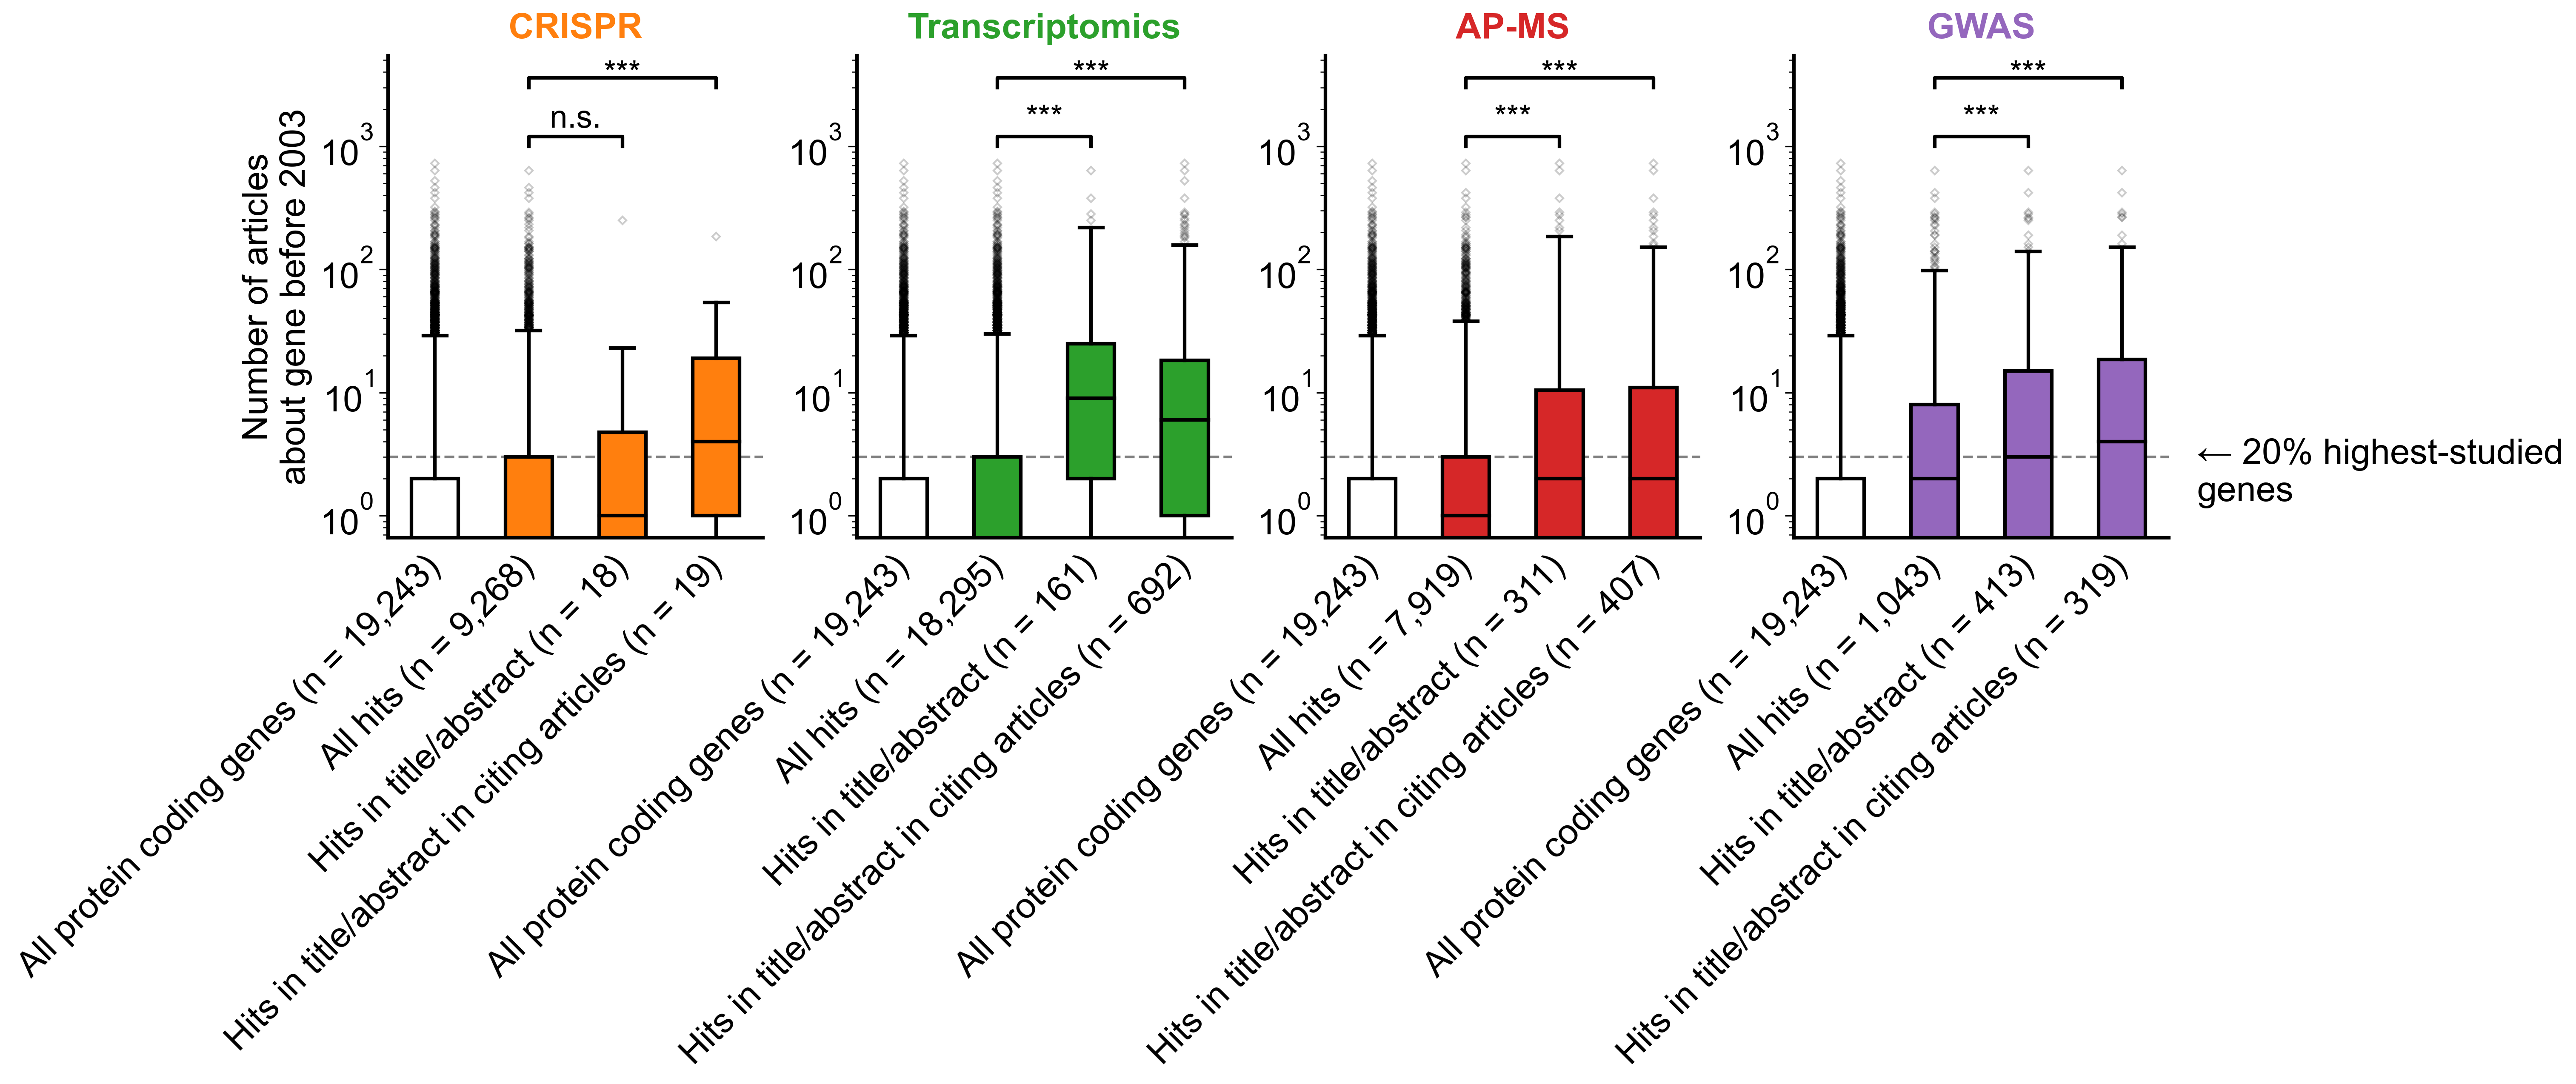 CRISPR
Transcriptomics
AP-MS
GWAS
Number of articles
about gene before 2003
10^3
10^2
10^1
10^0
***
n.s.
All protein coding genes (n = 19,243)
All hits (n = 9,268)
Hits in title/abstract (n = 18)
Hits in title/abstract in citing articles (n = 19)
10^3
10^2
10^1
10^0
***
***
All protein coding genes (n = 19,243)
All hits (n = 18,295)
Hits in title/abstract (n = 161)
Hits in title/abstract in citing articles (n = 692)
10^3
10^2
10^1
10^0
***
***
All protein coding genes (n = 19,243)
All hits (n = 7,919)
Hits in title/abstract (n = 311)
Hits in title/abstract in citing articles (n = 407)
10^3
10^2
10^1
10^0
***
***
All protein coding genes (n = 19,243)
All hits (n = 1,043)
Hits in title/abstract (n = 413)
Hits in title/abstract in citing articles (n = 319)
← 20% highest-studied
genes